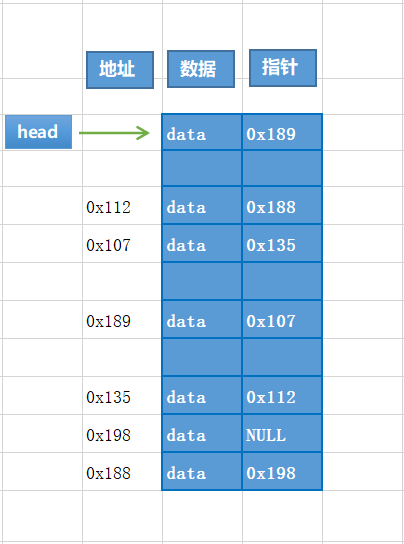 地址 数据 指针
head data 0x189
0x112 data 0x188
0x107 data 0x135
0x189 data 0x107
0x135 data 0x112
0x198 data NULL
0x188 data 0x198